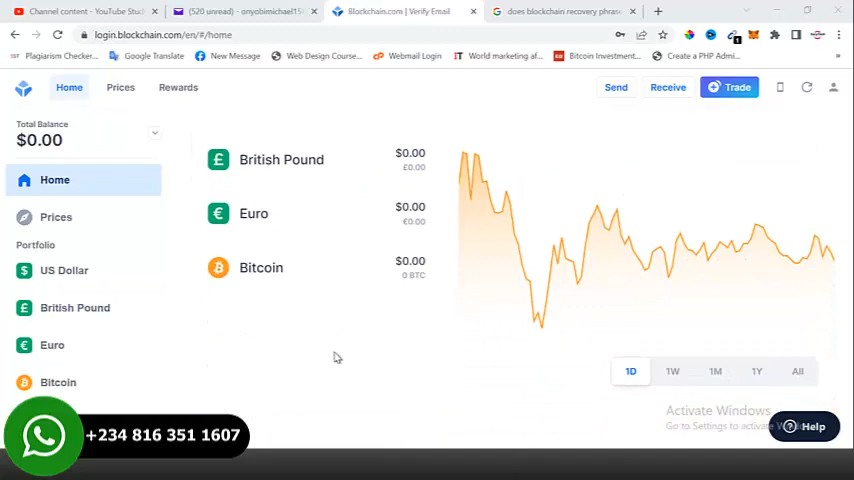 Channel content - YouTube Stud
(520 unread) - onyobimichael15
Blockchain.com | Verify Email
does blockchain recovery phras
login.blockchain.com/en/#/home
Plagiarism Checker...
Google Translate
New Message
Web Design Course...
Webmail Login
World marketing af...
Bitcoin Investment...
Create a PHP Admi...
Home
Prices
Rewards
Send
Receive
Trade
Total Balance
$0.00
Home
Prices
Portfolio
US Dollar
British Pound
Euro
Bitcoin
British Pound
$0.00
£0.00
Euro
$0.00
€0.00
Bitcoin
$0.00
0 BTC
1D
1W
1M
1Y
All
Activate Windows
Go to Settings to activate
Help
+234 816 351 1607